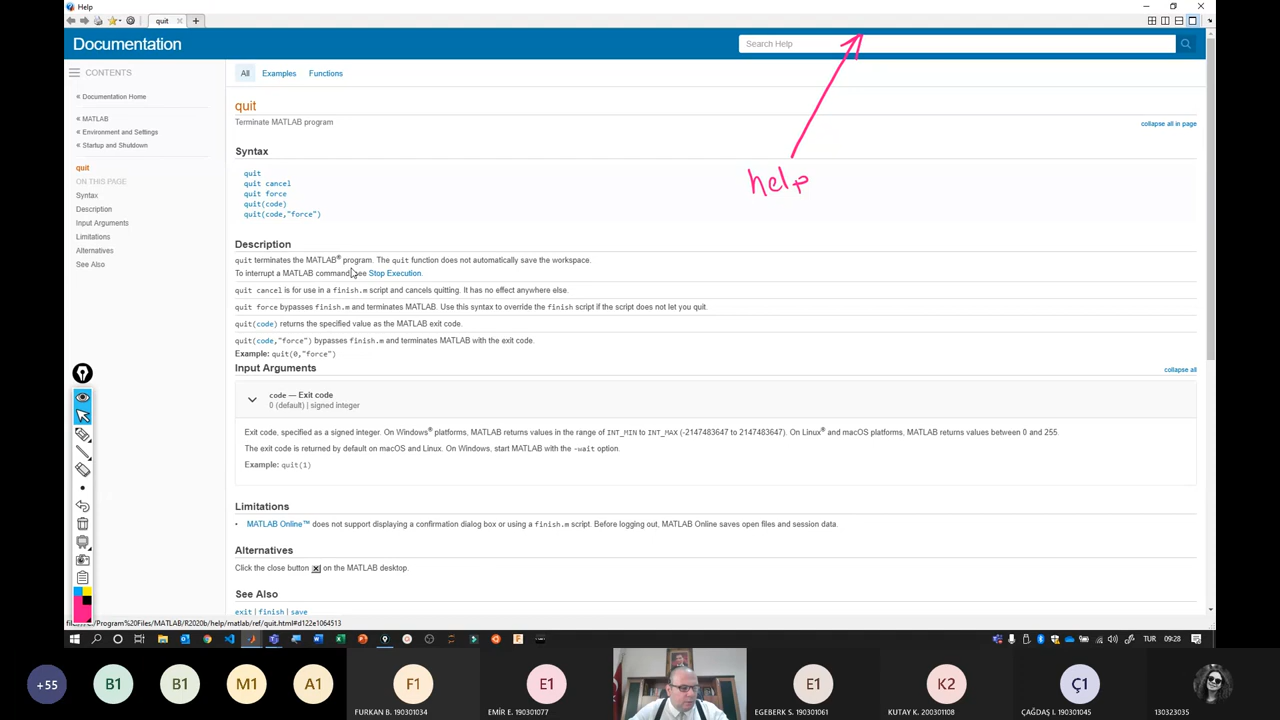 Help
quit
Documentation
Search Help
CONTENTS
All Examples Functions
« Documentation Home
« MATLAB
« Environment and Settings
« Startup and Shutdown
quit
ON THIS PAGE
Syntax
Description
Input Arguments
Limitations
Alternatives
See Also
quit
Terminate MATLAB program
collapse all in page
help
Syntax
quit
quit cancel
quit force
quit(code)
quit(code,"force")
Description
quit terminates the MATLAB® program. The quit function does not automatically save the workspace.
To interrupt a MATLAB command, see Stop Execution.
quit cancel is for use in a finish.m script and cancels quitting. It has no effect anywhere else.
quit force bypasses finish.m and terminates MATLAB. Use this syntax to override the finish script if the script does not let you quit.
quit(code) returns the specified value as the MATLAB exit code.
quit(code,"force") bypasses finish.m and terminates MATLAB with the exit code.
Example: quit(0,"force")
Input Arguments
collapse all
code — Exit code
0 (default) | signed integer
Exit code, specified as a signed integer. On Windows® platforms, MATLAB returns values in the range of INT_MIN to INT_MAX (-2147483647 to 2147483647). On Linux® and macOS platforms, MATLAB returns values between 0 and 255.
The exit code is returned by default on macOS and Linux. On Windows, start MATLAB with the -wait option.
Example: quit(1)
Limitations
• MATLAB Online™ does not support displaying a confirmation dialog box or using a finish.m script. Before logging out, MATLAB Online saves open files and session data.
Alternatives
Click the close button on the MATLAB desktop.
See Also
exit | finish | save
Program%20Files/MATLAB/R2020b/help/matlab/ref/quit.html#d122e1064513
TUR 09:28
+55 B1 B1 M1 A1 F1 E1 E1 K2 Ç1
FURKAN B. 190301034 EMİR E. 190301077 EGEBERK S. 190301061 KUTAY K. 200301108 ÇAĞDAŞ I. 190301045 130323035